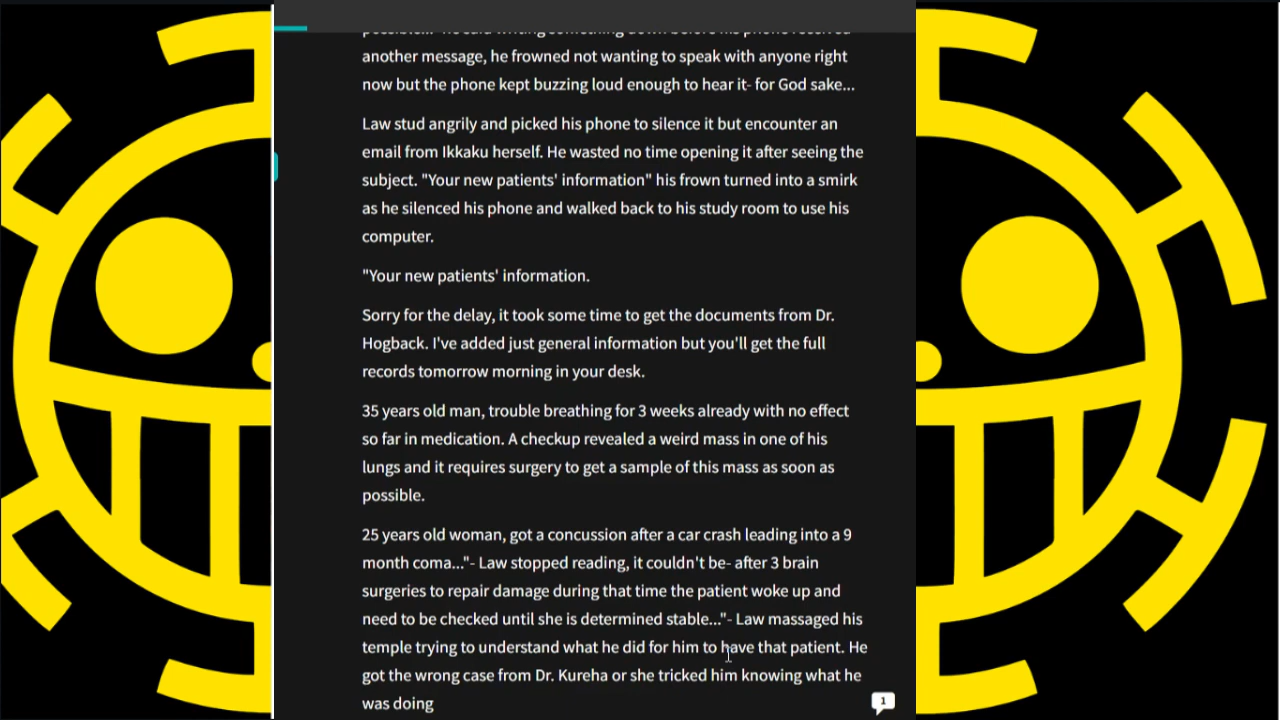 another message, he frowned not wanting to speak with anyone right
now but the phone kept buzzing loud enough to hear it- for God sake...
Law stud angrily and picked his phone to silence it but encounter an
email from Ikkaku herself. He wasted no time opening it after seeing the
subject. "Your new patients' information" his frown turned into a smirk
as he silenced his phone and walked back to his study room to use his
computer.
"Your new patients' information.
Sorry for the delay, it took some time to get the documents from Dr.
Hogback. I've added just general information but you'll get the full
records tomorrow morning in your desk.
35 years old man, trouble breathing for 3 weeks already with no effect
so far in medication. A checkup revealed a weird mass in one of his
lungs and it requires surgery to get a sample of this mass as soon as
possible.
25 years old woman, got a concussion after a car crash leading into a 9
month coma..."- Law stopped reading, it couldn't be- after 3 brain
surgeries to repair damage during that time the patient woke up and
need to be checked until she is determined stable..."- Law massaged his
temple trying to understand what he did for him to have that patient. He
got the wrong case from Dr. Kureha or she tricked him knowing what he
was doing
1